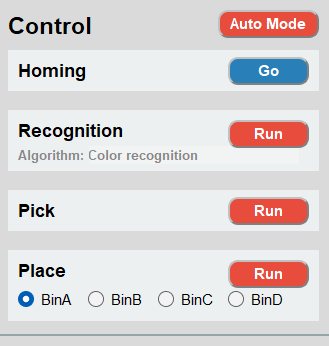 Control Auto Mode
Homing Go
Recognition Run
Algorithm: Color recognition
Pick Run
Place Run
BinA BinB BinC BinD